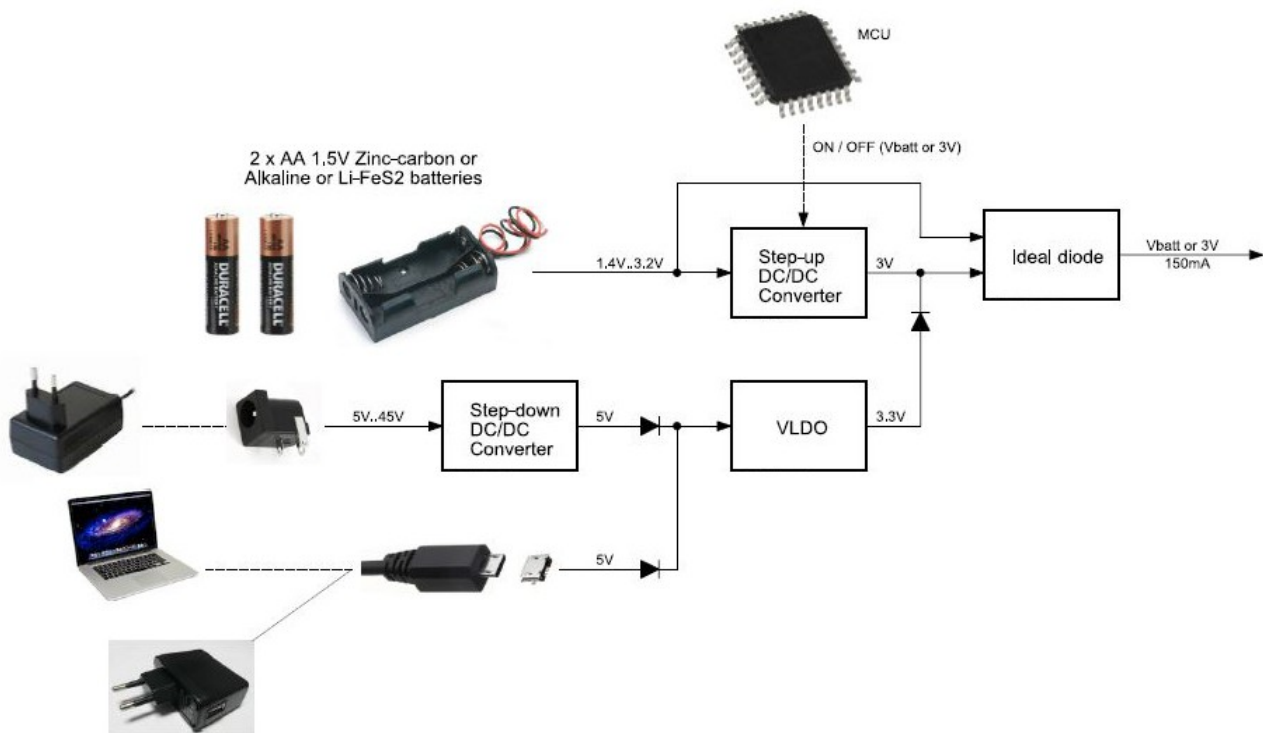 MCU
ON / OFF (Vbatt or 3V)
2 x AA 1,5V Zinc-carbon or
Alkaline or Li-FeS2 batteries
DURACELL
DURACELL
1.4V..3.2V
Step-up
DC/DC
Converter
3V
Ideal diode
Vbatt or 3V
150mA
5V..45V
Step-down
DC/DC
Converter
5V
VLDO
3.3V
5V